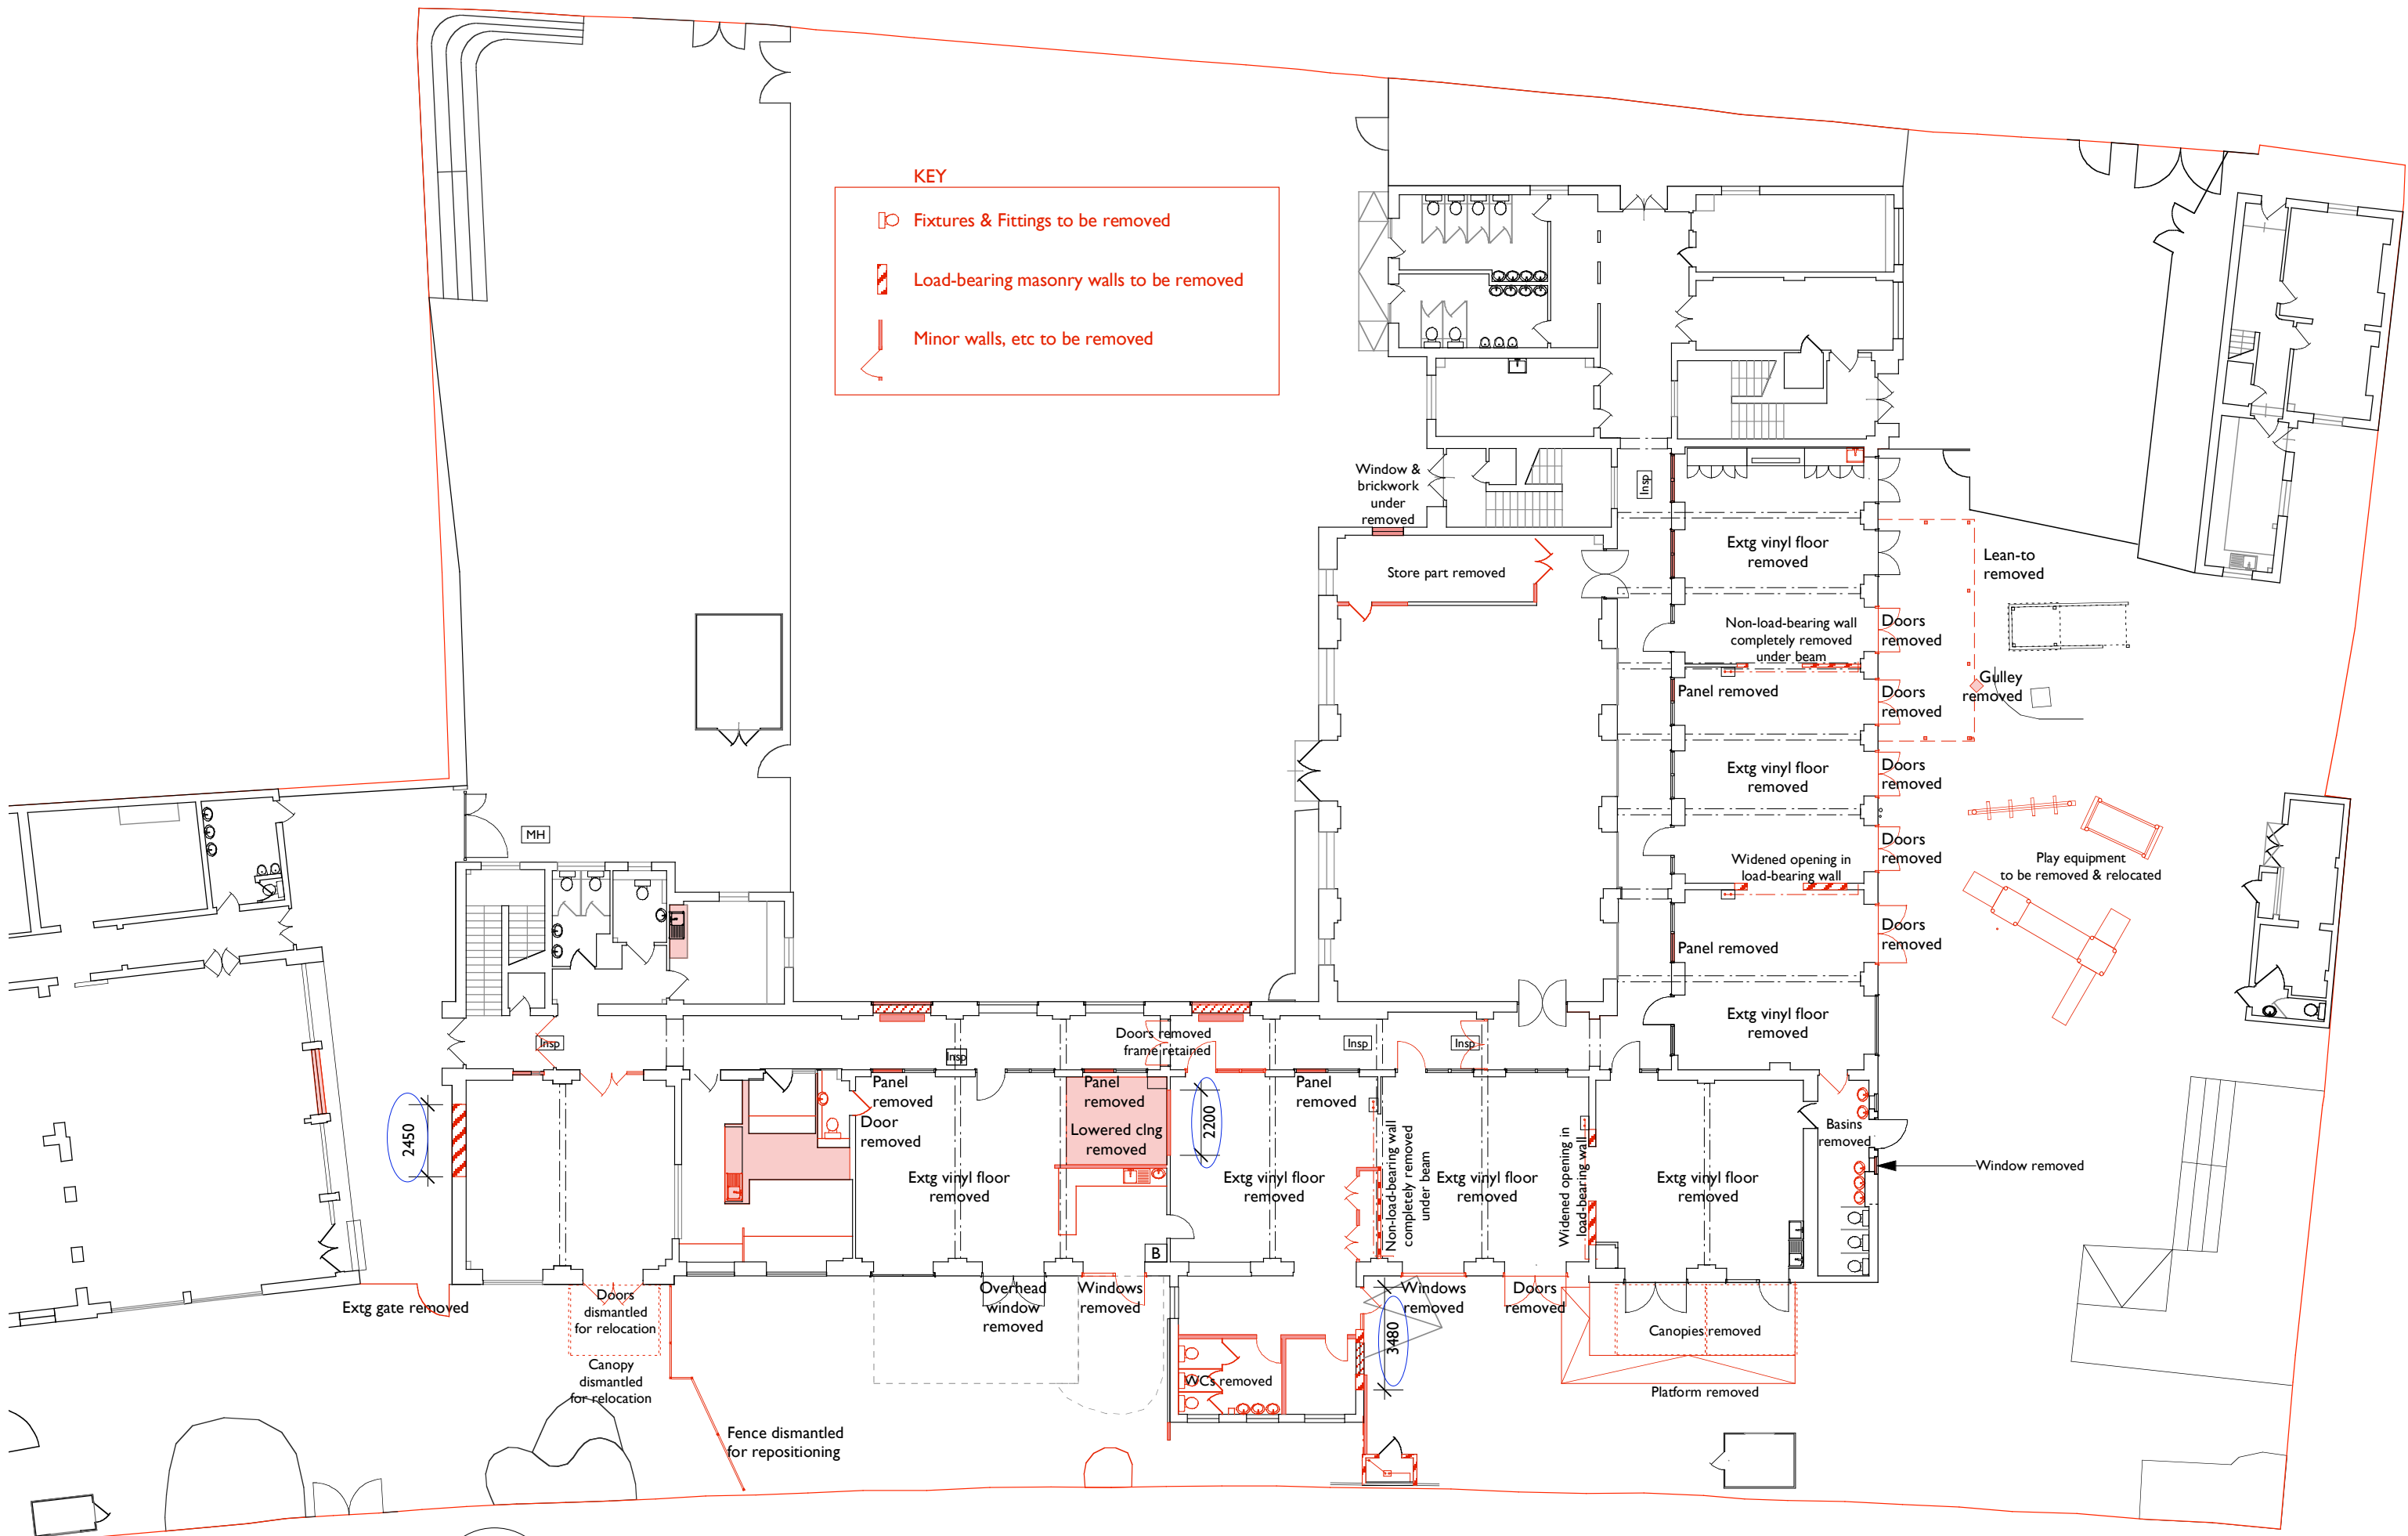 KEY
Fixtures & Fittings to be removed
Load-bearing masonry walls to be removed
Minor walls, etc to be removed
Window &
brickwork
under
removed
Insp
Store part removed
Extg vinyl floor
removed
Lean-to
removed
Non-load-bearing wall
completely removed
under beam
Doors
removed
Panel removed
Doors
removed
Gulley
removed
Extg vinyl floor
removed
Doors
removed
Widened opening in
load-bearing wall
Doors
removed
Play equipment
to be removed & relocated
Panel removed
Doors
removed
Extg vinyl floor
removed
MH
Insp
Insp
Doors removed
frame retained
Insp
Insp
2450
Panel
removed
Door
removed
Extg vinyl floor
removed
Panel
removed
Lowered clng
removed
2200
Extg vinyl floor
removed
Panel
removed
Non-load-bearing wall
completely removed
under beam
Extg vinyl floor
removed
Widened opening in
load-bearing wall
Extg vinyl floor
removed
Basins
removed
Window removed
B
Extg gate removed
Doors
dismantled
for relocation
Canopy
dismantled
for relocation
Fence dismantled
for repositioning
Overhead
window
removed
Windows
removed
WCs removed
3480
Windows
removed
Doors
removed
Canopies removed
Platform removed